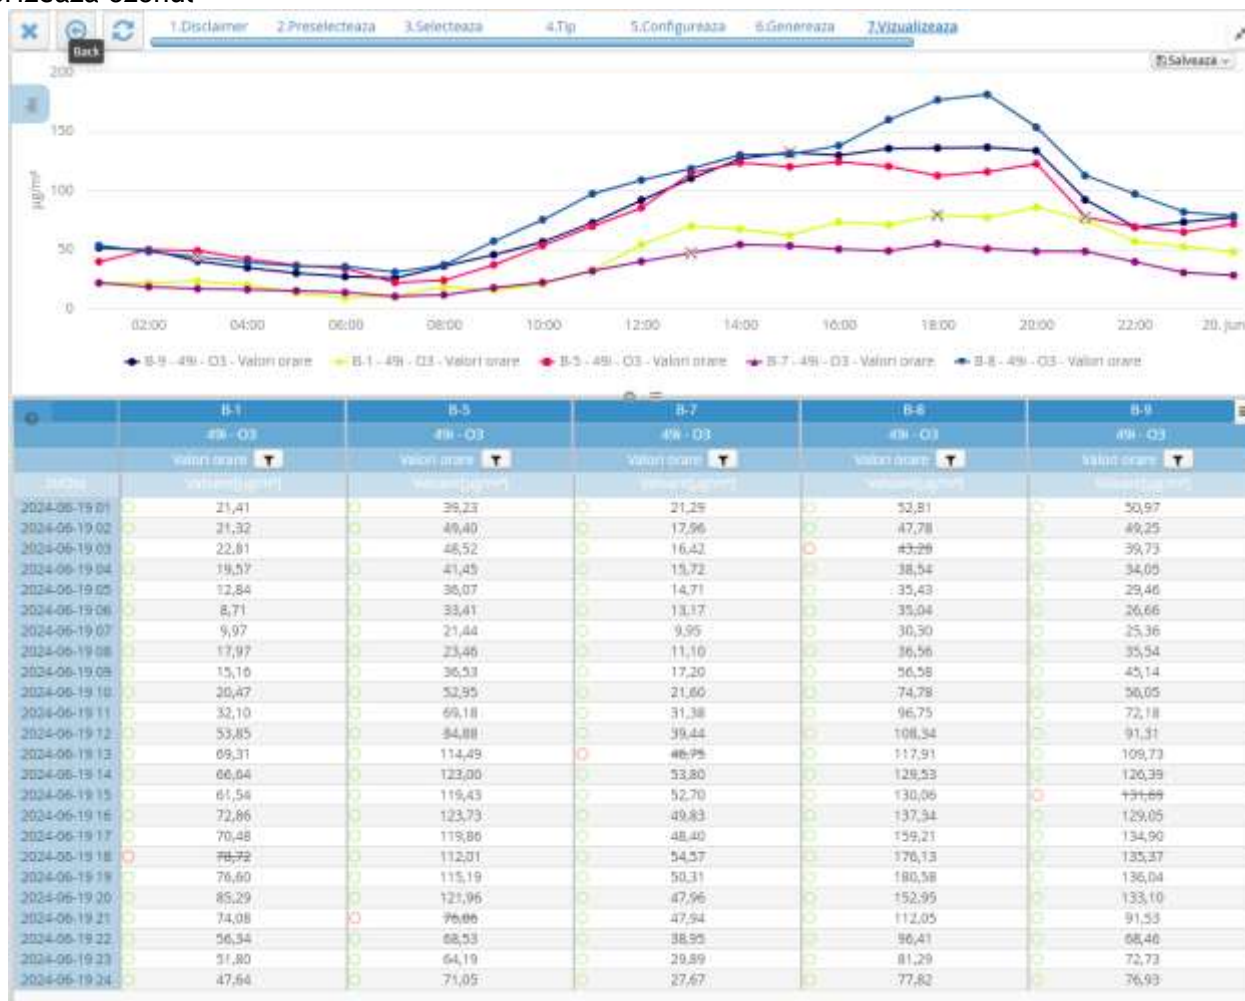 1.Disclaimer 2.Preselecteaza 3.Selecteaza 4.Tip 5.Configureaza 6.Genereaza 7.Vizualizeaza
Back
Salveaza
200
150
100
50
0
µg/m³
02:00 04:00 06:00 08:00 10:00 12:00 14:00 16:00 18:00 20:00 22:00 20. Jun
B-9 - 49i - O3 - Valori orare B-1 - 49i - O3 - Valori orare B-5 - 49i - O3 - Valori orare B-7 - 49i - O3 - Valori orare B-8 - 49i - O3 - Valori orare
B-1 B-5 B-7 B-8 B-9
49i - O3 49i - O3 49i - O3 49i - O3 49i - O3
Valori orare Valori orare Valori orare Valori orare Valori orare
2024-06-19 01 21,41 39,23 21,29 52,81 50,97
2024-06-19 02 21,32 49,40 17,96 47,78 49,25
2024-06-19 03 22,81 48,52 16,42 43,28 39,73
2024-06-19 04 19,57 41,45 15,72 38,54 34,05
2024-06-19 05 12,84 36,07 14,71 35,43 29,46
2024-06-19 06 8,71 33,41 13,17 35,04 26,66
2024-06-19 07 9,97 21,44 9,95 30,30 25,36
2024-06-19 08 17,97 23,46 11,10 36,56 35,54
2024-06-19 09 15,16 36,53 17,20 56,58 45,14
2024-06-19 10 20,47 52,95 21,60 74,78 56,05
2024-06-19 11 32,10 69,18 31,38 96,75 72,18
2024-06-19 12 53,85 84,88 39,44 108,34 91,31
2024-06-19 13 69,31 114,49 46,75 117,91 109,73
2024-06-19 14 66,64 123,00 53,80 129,53 126,39
2024-06-19 15 61,54 119,43 52,70 130,06 131,69
2024-06-19 16 72,86 123,73 49,83 137,34 129,05
2024-06-19 17 70,48 119,86 48,40 159,21 134,90
2024-06-19 18 78,72 112,01 54,57 176,13 135,37
2024-06-19 19 76,60 115,19 50,31 180,58 136,04
2024-06-19 20 85,29 121,96 47,96 152,95 133,10
2024-06-19 21 74,08 76,86 47,94 112,05 91,53
2024-06-19 22 56,34 68,53 38,95 96,41 68,46
2024-06-19 23 51,80 64,19 29,89 81,29 72,73
2024-06-19 24 47,64 71,05 27,67 77,82 76,93